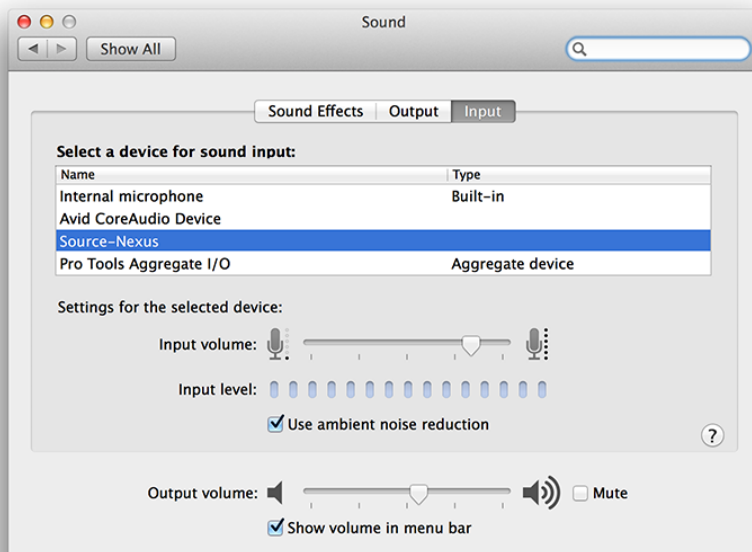 Sound
Show All
Sound Effects Output Input
Select a device for sound input:
Name Type
Internal microphone Built-in
Avid CoreAudio Device
Source-Nexus
Pro Tools Aggregate I/O Aggregate device
Settings for the selected device:
Input volume:
Input level:
Use ambient noise reduction
?
Output volume: Mute
Show volume in menu bar